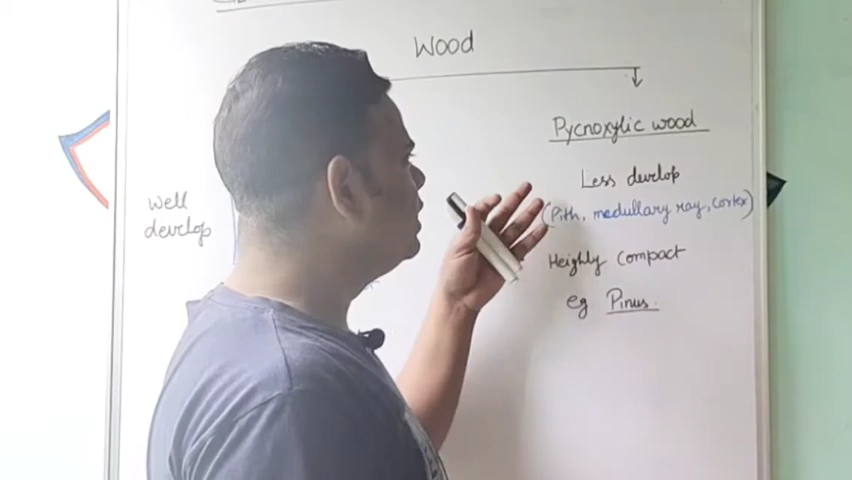 Wood
Pycnoxylic wood
Less develop
(Pith, medullary ray, cortex)
Heighly compact
eg Pinus.
Well
develop